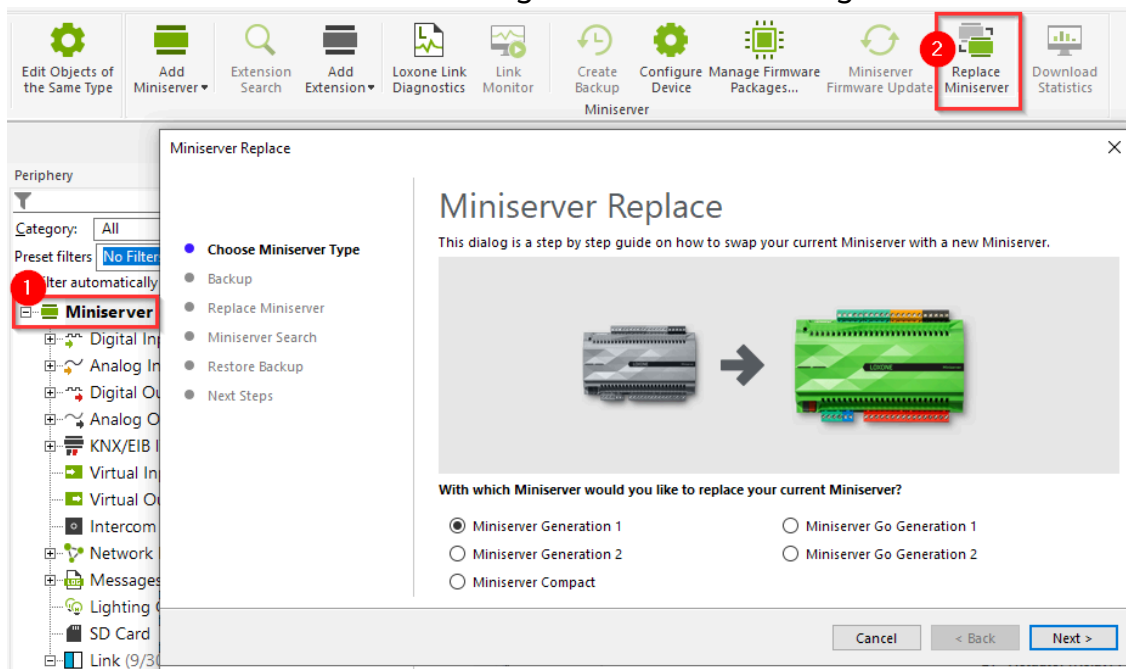 Edit Objects of
the Same Type
Add
Miniserver
Extension
Search
Add
Extension
Loxone Link
Diagnostics
Link
Monitor
Create
Backup
Configure
Device
Manage Firmware
Packages...
Miniserver
Firmware Update
2
Replace
Miniserver
Download
Statistics
Miniserver
Periphery
Category: All
Preset filters No Filter
1
lter automatically
Miniserver
Digital Inp
Analog In
Digital Ou
Analog O
KNX/EIB I
Virtual Inp
Virtual Ou
Intercom
Network
Messages
Lighting
SD Card
Link (9/30
Miniserver Replace
Choose Miniserver Type
Backup
Replace Miniserver
Miniserver Search
Restore Backup
Next Steps
Miniserver Replace
This dialog is a step by step guide on how to swap your current Miniserver with a new Miniserver.
LOXONE
With which Miniserver would you like to replace your current Miniserver?
Miniserver Generation 1
Miniserver Go Generation 1
Miniserver Generation 2
Miniserver Go Generation 2
Miniserver Compact
Cancel
< Back
Next >